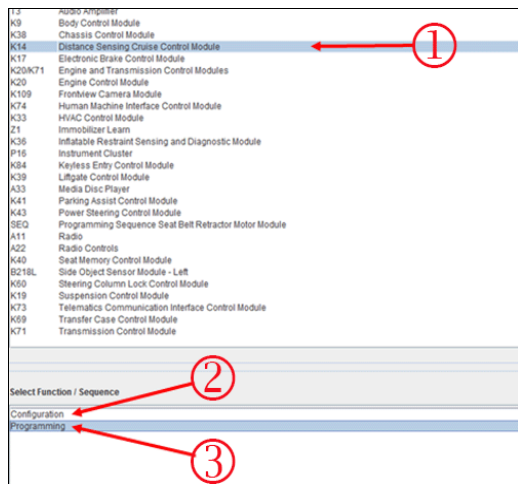 T3 Audio Amplifier
K9 Body Control Module
K38 Chassis Control Module
K14 Distance Sensing Cruise Control Module
1
K17 Electronic Brake Control Module
K20/K71 Engine and Transmission Control Modules
K20 Engine Control Module
K109 Frontview Camera Module
K74 Human Machine Interface Control Module
K33 HVAC Control Module
Z1 Immobilizer Learn
K36 Inflatable Restraint Sensing and Diagnostic Module
P16 Instrument Cluster
K84 Keyless Entry Control Module
K39 Liftgate Control Module
A33 Media Disc Player
K41 Parking Assist Control Module
K43 Power Steering Control Module
SEQ Programming Sequence Seat Belt Retractor Motor Module
A11 Radio
A22 Radio Controls
K40 Seat Memory Control Module
B218L Side Object Sensor Module - Left
K60 Steering Column Lock Control Module
K19 Suspension Control Module
K73 Telematics Communication Interface Control Module
K69 Transfer Case Control Module
K71 Transmission Control Module
2
Select Function / Sequence
Configuration
Programming
3